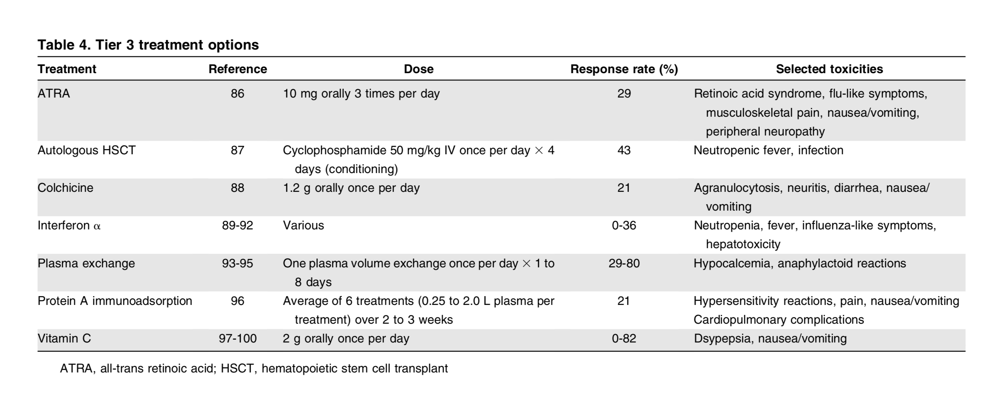 Table 4. Tier 3 treatment options
Treatment Reference Dose Response rate (%) Selected toxicities
ATRA 86 10 mg orally 3 times per day 29 Retinoic acid syndrome, flu-like symptoms,
musculoskeletal pain, nausea/vomiting,
peripheral neuropathy
Autologous HSCT 87 Cyclophosphamide 50 mg/kg IV once per day × 4 43 Neutropenic fever, infection
days (conditioning)
Colchicine 88 1.2 g orally once per day 21 Agranulocytosis, neuritis, diarrhea, nausea/
vomiting
Interferon α 89-92 Various 0-36 Neutropenia, fever, influenza-like symptoms,
hepatotoxicity
Plasma exchange 93-95 One plasma volume exchange once per day × 1 to 29-80 Hypocalcemia, anaphylactoid reactions
8 days
Protein A immunoadsorption 96 Average of 6 treatments (0.25 to 2.0 L plasma per 21 Hypersensitivity reactions, pain, nausea/vomiting
treatment) over 2 to 3 weeks Cardiopulmonary complications
Vitamin C 97-100 2 g orally once per day 0-82 Dsypepsia, nausea/vomiting
ATRA, all-trans retinoic acid; HSCT, hematopoietic stem cell transplant